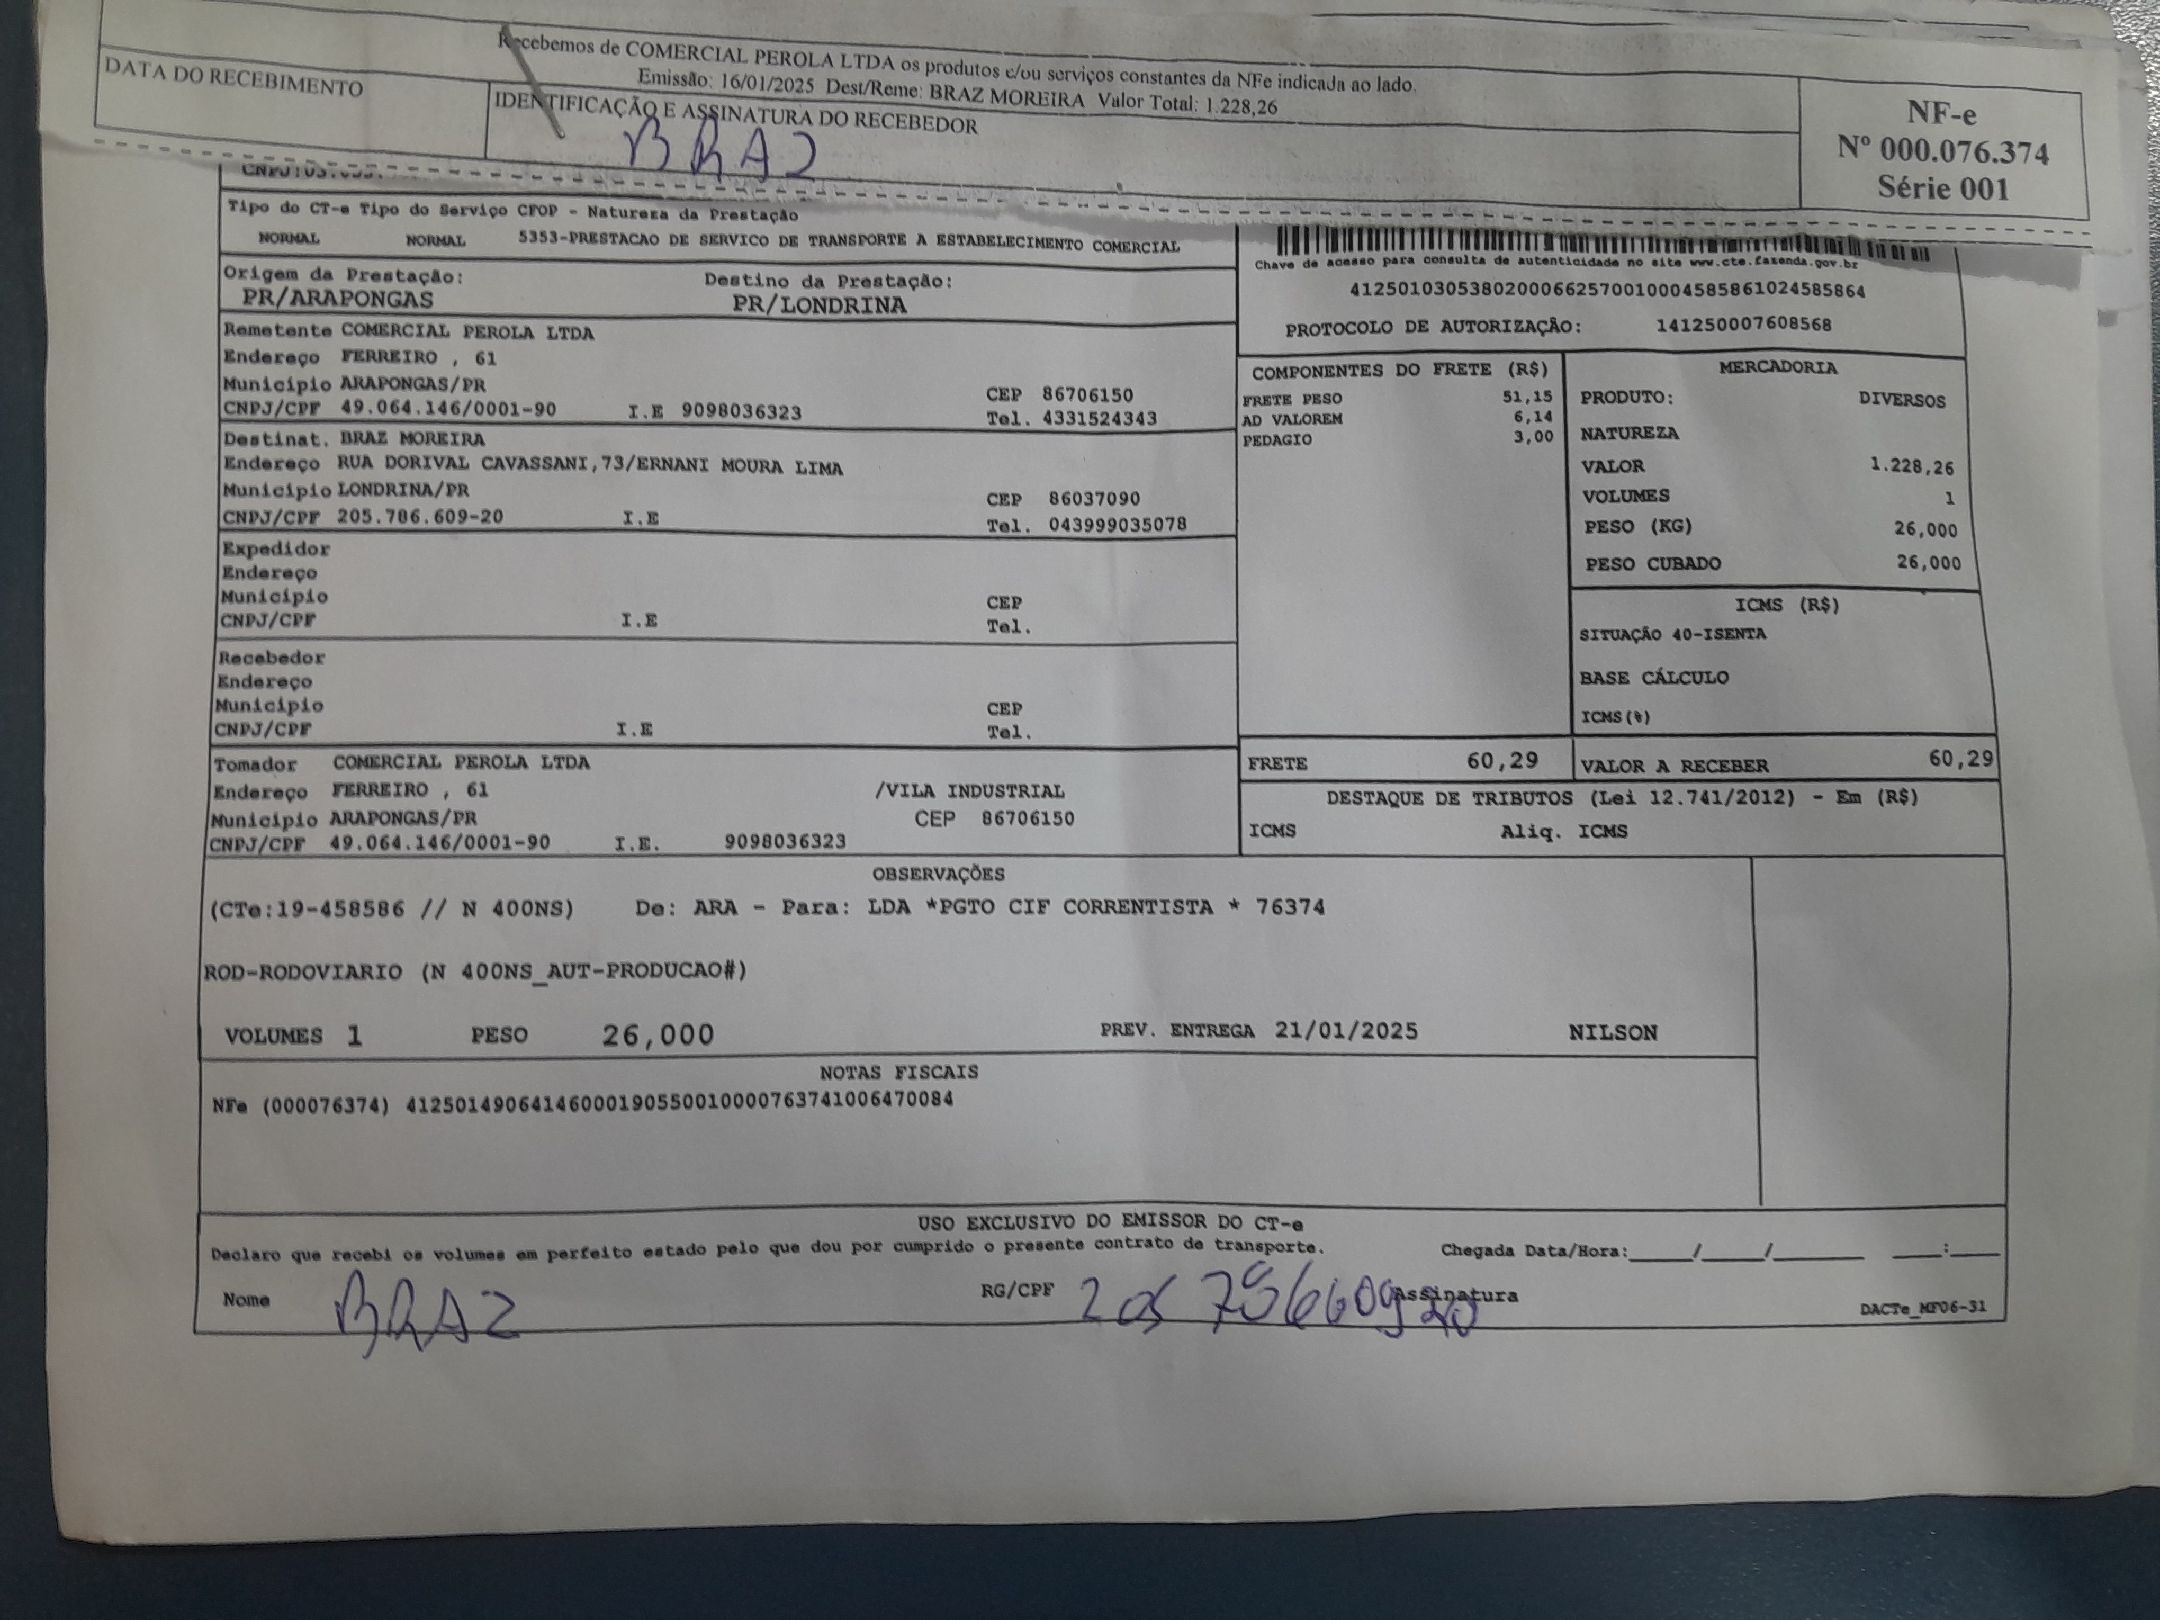 Recebemos de COMERCIAL PEROLA LTDA os produtos e/ou serviços constantes da NFe indicada ao lado.
Emissão: 16/01/2025 Dest/Reme: BRAZ MOREIRA Valor Total: 1.228,26
DATA DO RECEBIMENTO
IDENTIFICAÇÃO E ASSINATURA DO RECEBEDOR
BRAZ
NF-e
Nº 000.076.374
Série 001
Tipo do CT-e Tipo do Serviço CFOP - Natureza da Prestação
NORMAL NORMAL 5353-PRESTACAO DE SERVICO DE TRANSPORTE A ESTABELECIMENTO COMERCIAL
Origem da Prestação: Destino da Prestação:
PR/ARAPONGAS PR/LONDRINA
Chave de acesso para consulta de autenticidade no site www.cte.fazenda.gov.br
41250103053802000662570010004585861024585864
PROTOCOLO DE AUTORIZAÇÃO: 141250007608568
Remetente COMERCIAL PEROLA LTDA
Endereço FERREIRO , 61
Município ARAPONGAS/PR CEP 86706150
CNPJ/CPF 49.064.146/0001-90 I.E 9098036323 Tel. 4331524343
Destinat. BRAZ MOREIRA
Endereço RUA DORIVAL CAVASSANI,73/ERNANI MOURA LIMA
Município LONDRINA/PR CEP 86037090
CNPJ/CPF 205.786.609-20 I.E Tel. 043999035078
Expedidor
Endereço
Município CEP
CNPJ/CPF I.E Tel.
Recebedor
Endereço
Município CEP
CNPJ/CPF I.E Tel.
Tomador COMERCIAL PEROLA LTDA
Endereço FERREIRO , 61 /VILA INDUSTRIAL
Município ARAPONGAS/PR CEP 86706150
CNPJ/CPF 49.064.146/0001-90 I.E. 9098036323
COMPONENTES DO FRETE (R$)
FRETE PESO 51,15
AD VALOREM 6,14
PEDAGIO 3,00
MERCADORIA
PRODUTO: DIVERSOS
NATUREZA
VALOR 1.228,26
VOLUMES 1
PESO (KG) 26,000
PESO CUBADO 26,000
ICMS (R$)
SITUAÇÃO 40-ISENTA
BASE CÁLCULO
ICMS(%)
FRETE 60,29 VALOR A RECEBER 60,29
DESTAQUE DE TRIBUTOS (Lei 12.741/2012) - Em (R$)
ICMS Aliq. ICMS
OBSERVAÇÕES
(CTe:19-458586 // N 400NS) De: ARA - Para: LDA *PGTO CIF CORRENTISTA * 76374
ROD-RODOVIARIO (N 400NS_AUT-PRODUCAO#)
VOLUMES 1 PESO 26,000 PREV. ENTREGA 21/01/2025 NILSON
NOTAS FISCAIS
NFe (000076374) 41250149064146000190550010000763741006470084
USO EXCLUSIVO DO EMISSOR DO CT-e
Declaro que recebi os volumes em perfeito estado pelo que dou por cumprido o presente contrato de transporte. Chegada Data/Hora:____/____/______ ___:___
Nome BRAZ RG/CPF 205 786609 20 Assinatura
DACTe_MF06-31